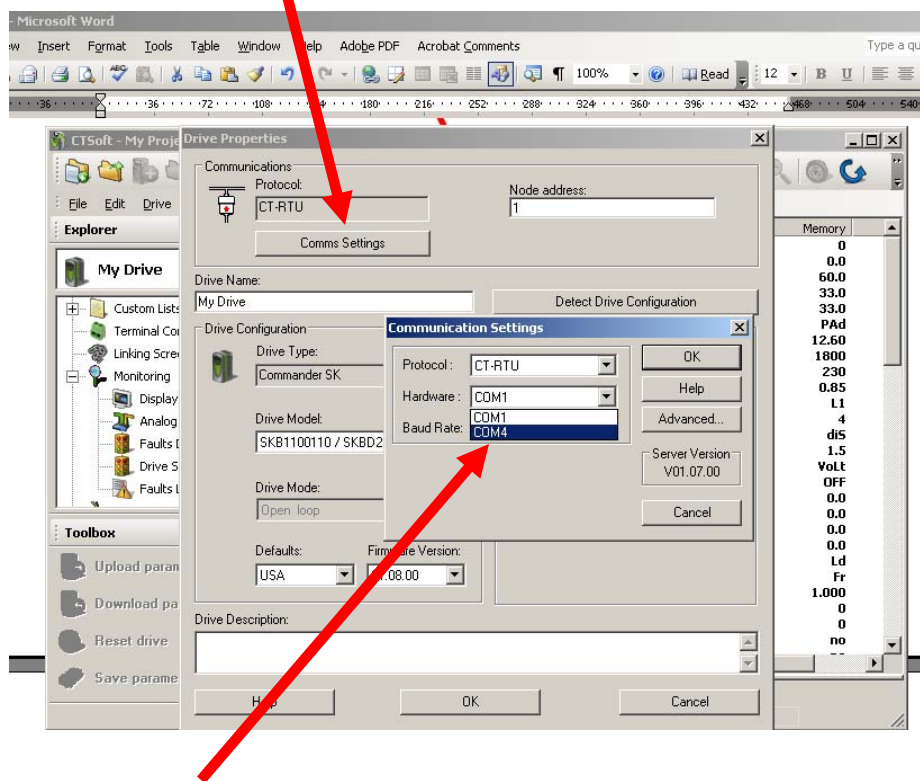 - Microsoft Word
Insert Format Tools Table Window Help Adobe PDF Acrobat Comments Type a qu
100% Read 12 B U
36 36 72 108 180 216 252 288 324 360 396 432 468 504 540
CTSoft - My Proje
File Edit Drive
Explorer
My Drive
Custom Lists
Terminal Co
Linking Scre
Monitoring
Display
Analog
Faults
Drive S
Faults L
Toolbox
Upload param
Download pa
Reset drive
Save parame
Drive Properties
Communications
Protocol:
CT-RTU
Comms Settings
Node address:
1
Drive Name:
My Drive
Detect Drive Configuration
Drive Configuration
Drive Type:
Commander SK
Drive Model:
SKB1100110 / SKBD2
Drive Mode:
Open loop
Defaults:
USA
Firmware Version:
.08.00
Drive Description:
Help OK Cancel
Communication Settings
Protocol : CT-RTU
Hardware : COM1
COM1
COM4
Baud Rate:
OK
Help
Advanced...
Server Version
V01.07.00
Cancel
Memory
0
0.0
60.0
33.0
33.0
PAd
12.60
1800
230
0.85
L1
4
diS
1.5
VoLt
OFF
0.0
0.0
0.0
0.0
Ld
Fr
1.000
0
0
no